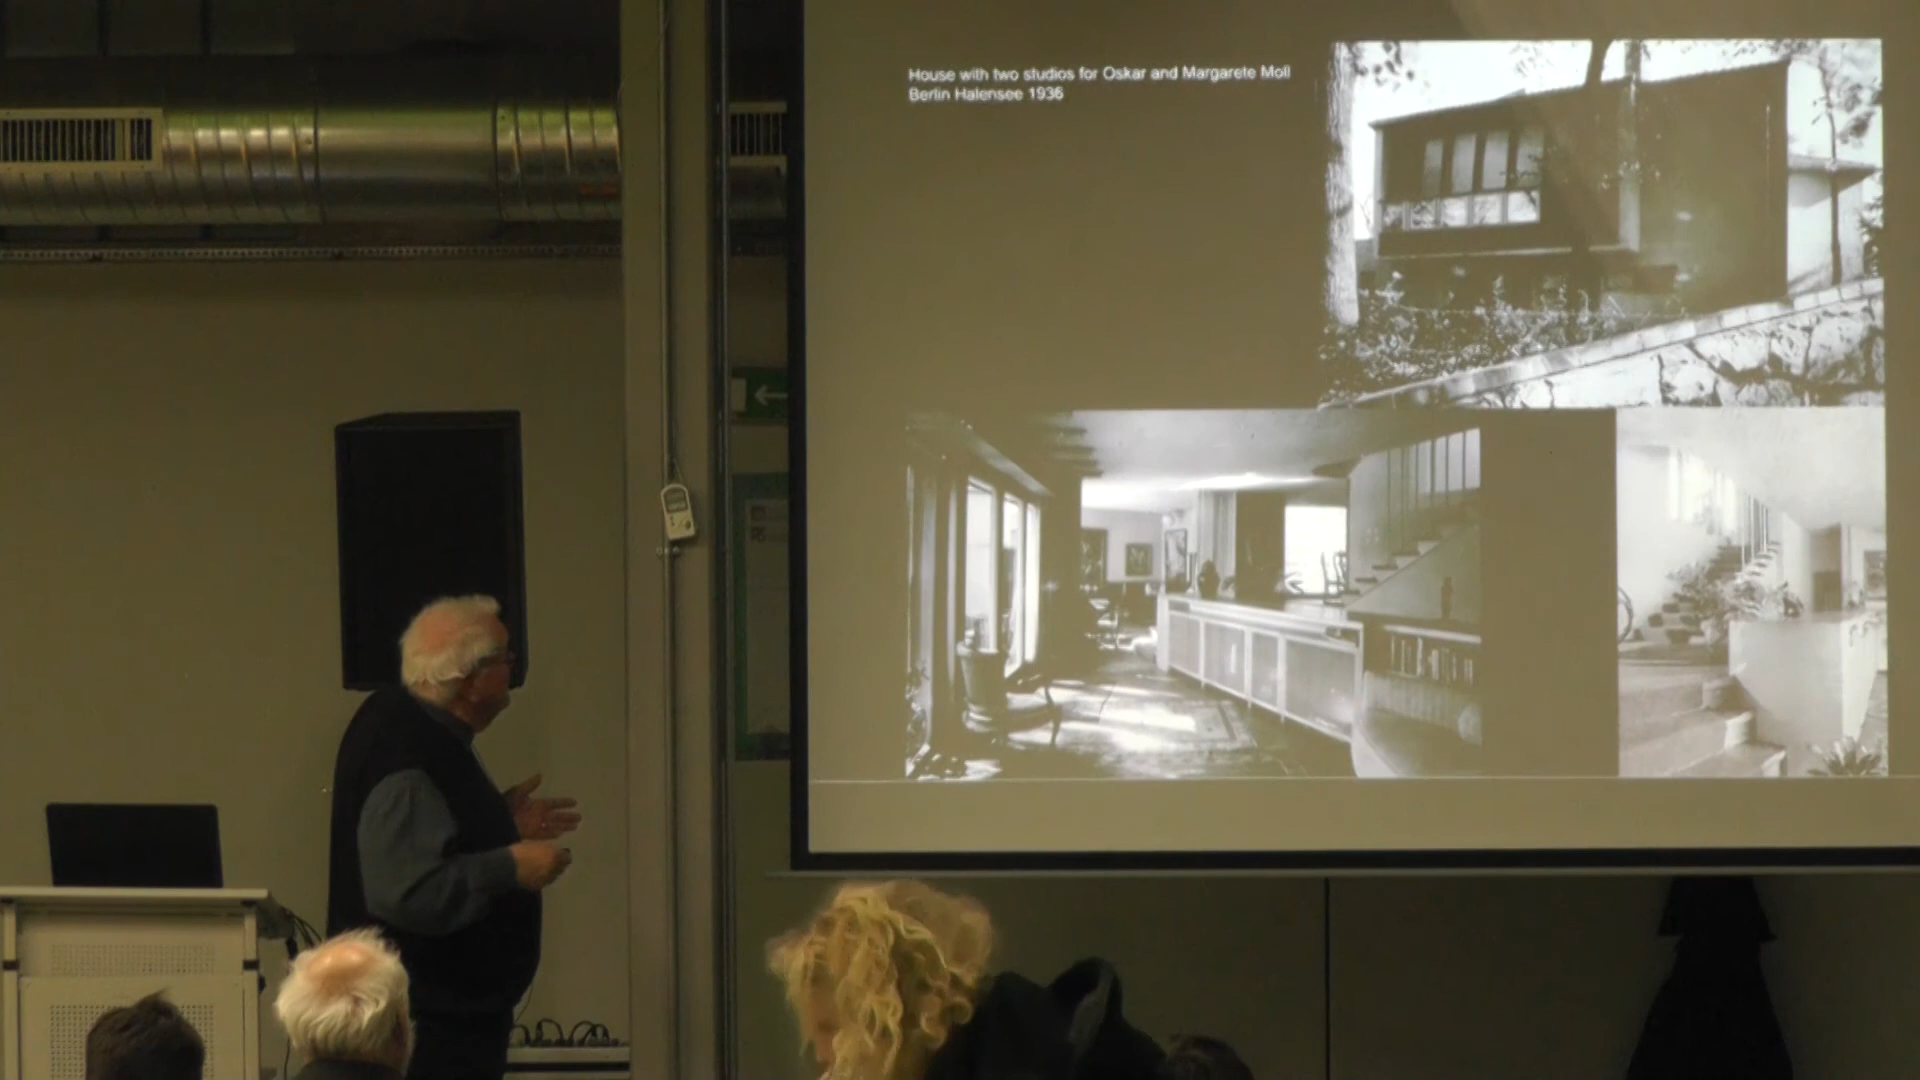 House with two studios for Oskar and Margarete Moll
Berlin Halensee 1936